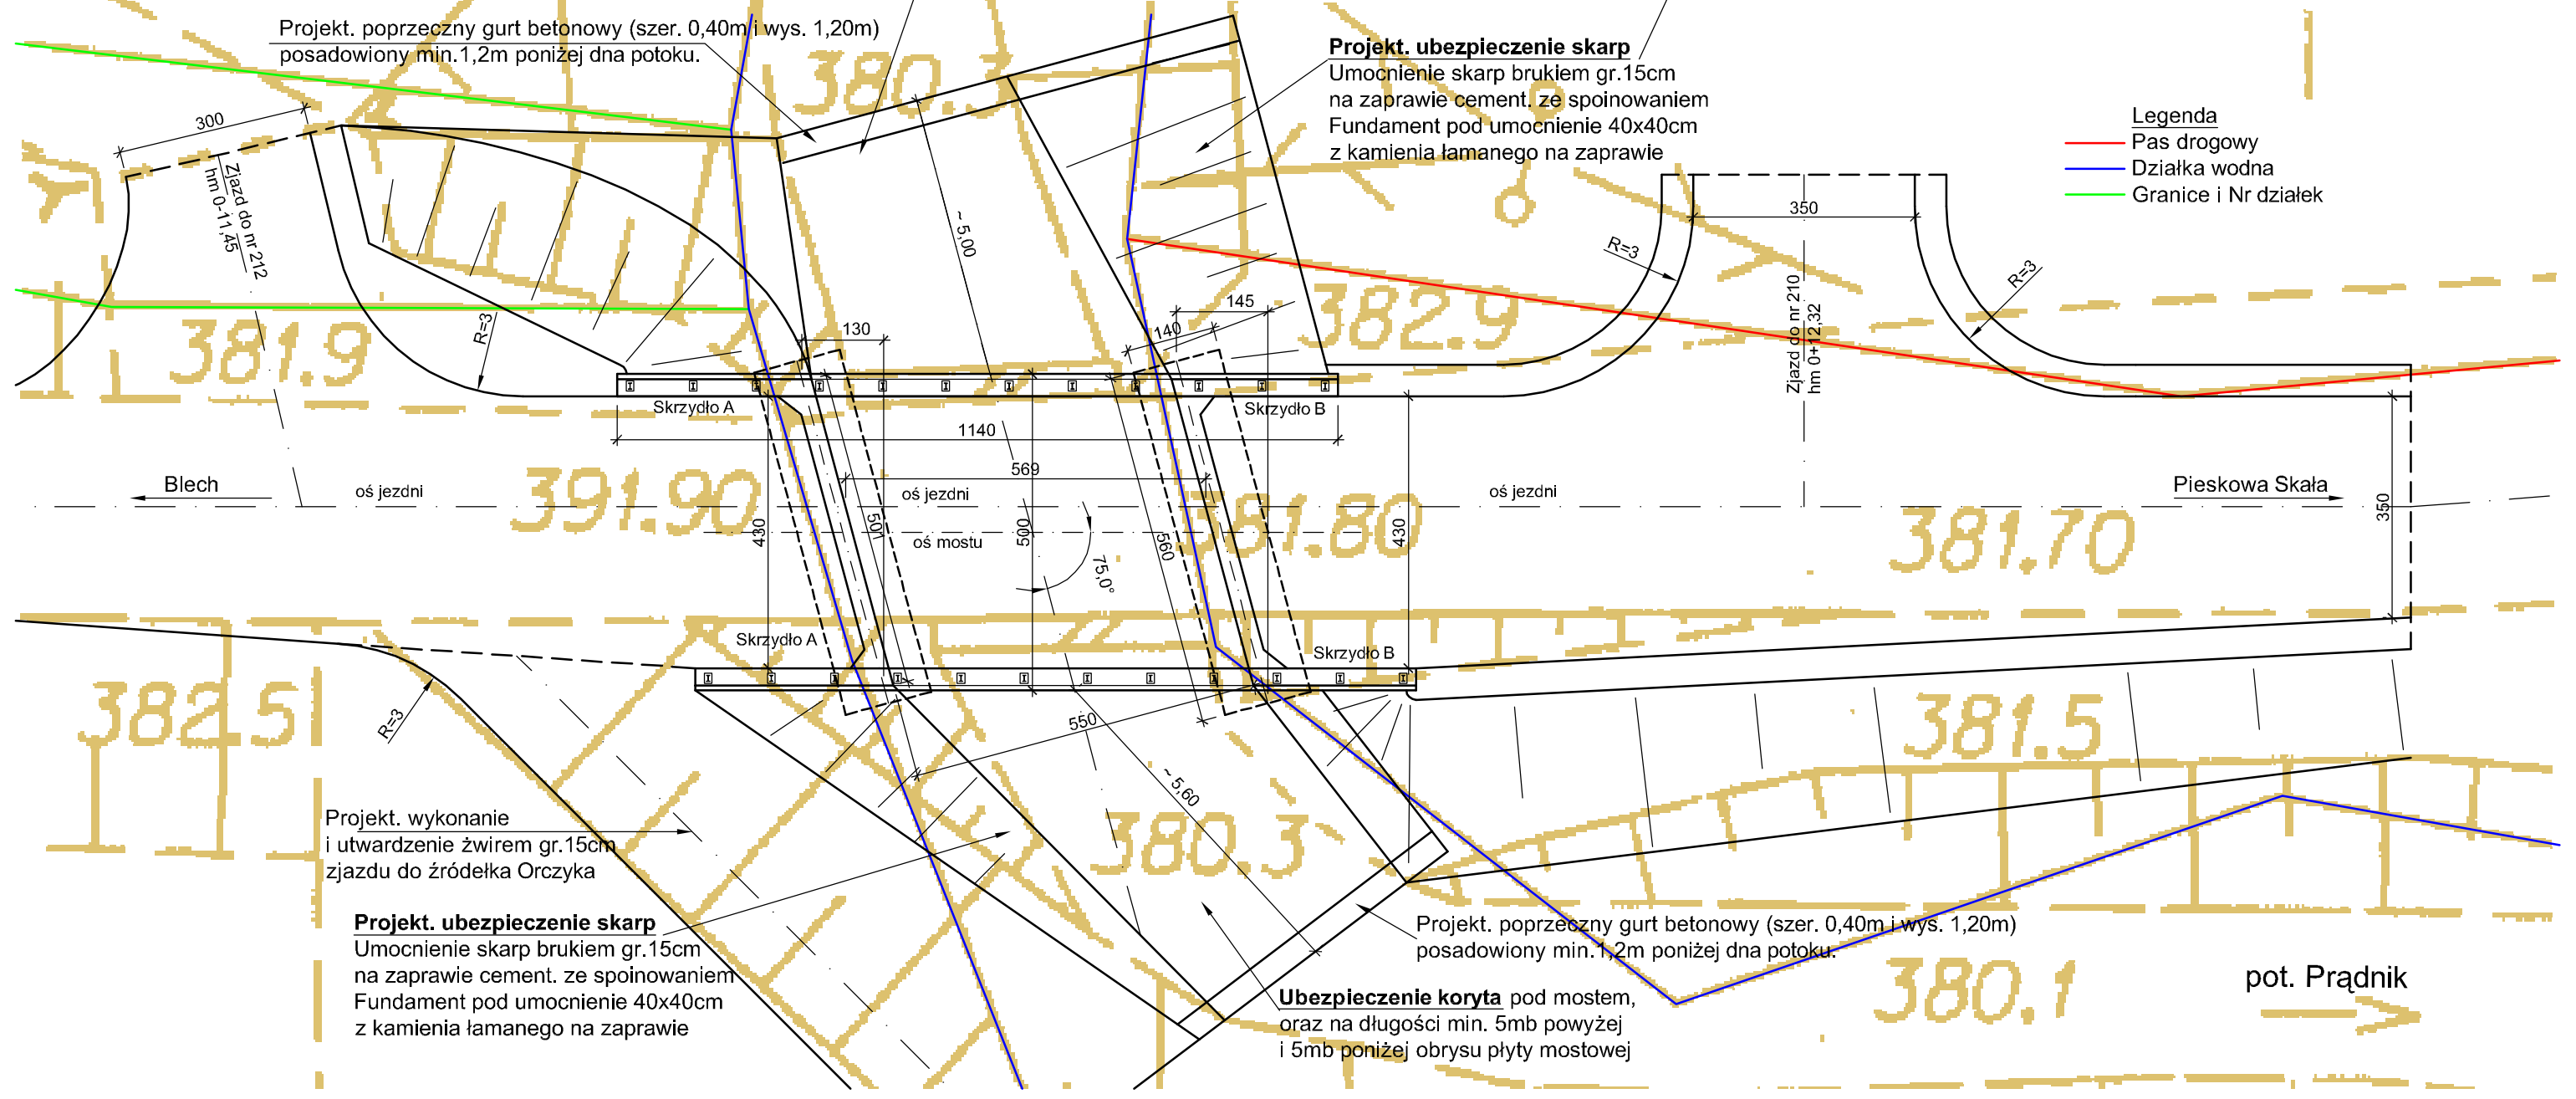 Projekt. poprzeczny gurt betonowy (szer. 0,40m i wys. 1,20m)
posadowiony min.1,2m poniżej dna potoku.
380.3
Projekt. ubezpieczenie skarp
Umocnienie skarp brukiem gr.15cm
na zaprawie cement. ze spoinowaniem
Fundament pod umocnienie 40x40cm
z kamienia łamanego na zaprawie
Legenda
Pas drogowy
Działka wodna
Granice i Nr działek
300
Zjazd do nr 212
hm 0-11,45
~5,00
350
R=3
R=3
Zjazd do nr 210
hm 0+12,32
R=3
130
145
140
381.9
382.9
Skrzydło A
Skrzydło B
1140
569
Blech
oś jezdni
oś jezdni
oś jezdni
Pieskowa Skała
391.90
381.80
381.70
430
501
500
560
430
350
oś mostu
75,0°
Skrzydło A
Skrzydło B
382.5
R=3
550
~5,60
381.5
380.3
Projekt. wykonanie
i utwardzenie żwirem gr.15cm
zjazdu do źródełka Orczyka
Projekt. ubezpieczenie skarp
Umocnienie skarp brukiem gr.15cm
na zaprawie cement. ze spoinowaniem
Fundament pod umocnienie 40x40cm
z kamienia łamanego na zaprawie
Projekt. poprzeczny gurt betonowy (szer. 0,40m i wys. 1,20m)
posadowiony min.1,2m poniżej dna potoku.
Ubezpieczenie koryta pod mostem,
oraz na długości min. 5mb powyżej
i 5mb poniżej obrysu płyty mostowej
380.1
pot. Prądnik